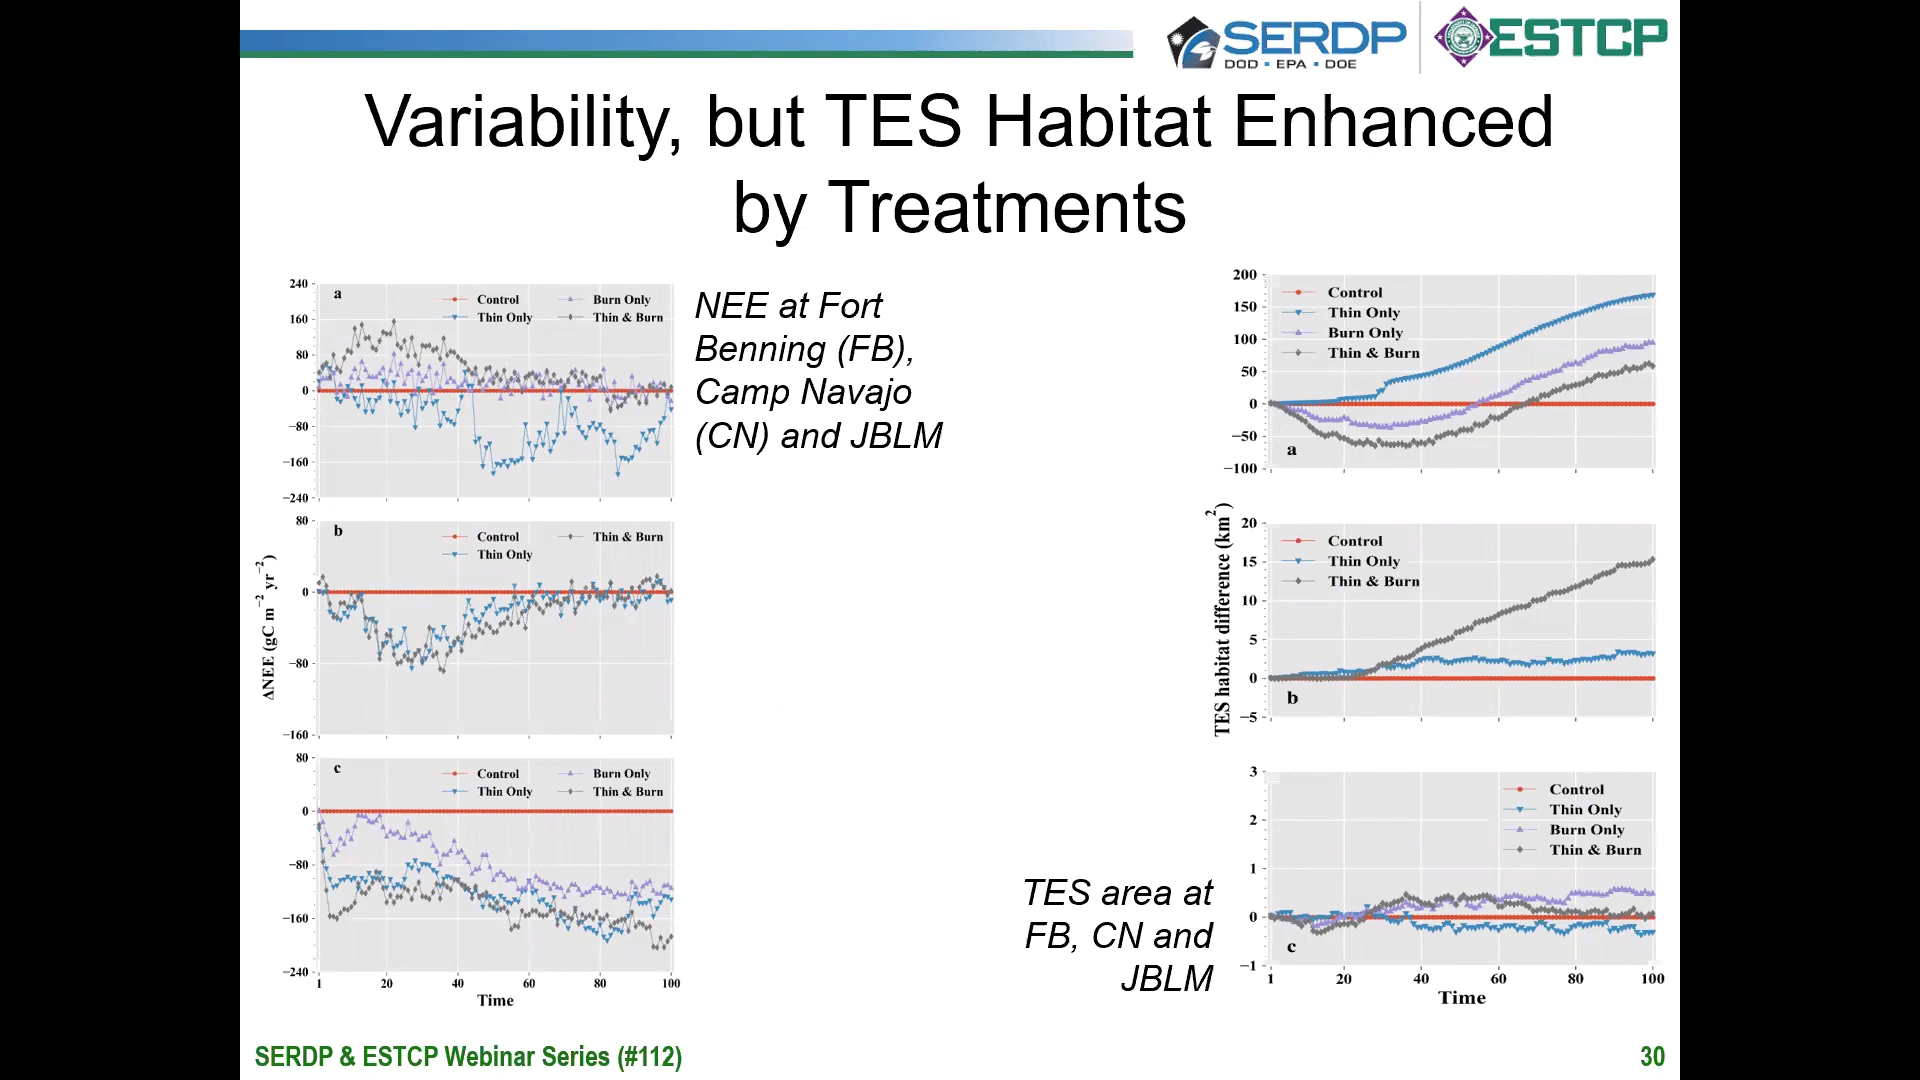 SERDP
DOD • EPA • DOE
ESTCP
Variability, but TES Habitat Enhanced
by Treatments
240
160
80
0
−80
−160
−240
a
Control
Thin Only
Burn Only
Thin & Burn
NEE at Fort
Benning (FB),
Camp Navajo
(CN) and JBLM
80
0
−80
−160
b
Control
Thin Only
Thin & Burn
ΔNEE (gC m−2 yr−2)
80
0
−80
−160
−240
c
Control
Thin Only
Burn Only
Thin & Burn
1 20 40 60 80 100
Time
200
150
100
50
0
−50
−100
Control
Thin Only
Burn Only
Thin & Burn
a
TES habitat difference (km2)
20
15
10
5
0
−5
Control
Thin Only
Thin & Burn
b
3
2
1
0
−1
Control
Thin Only
Burn Only
Thin & Burn
c
1 20 40 60 80 100
Time
TES area at
FB, CN and
JBLM
SERDP & ESTCP Webinar Series (#112)
30